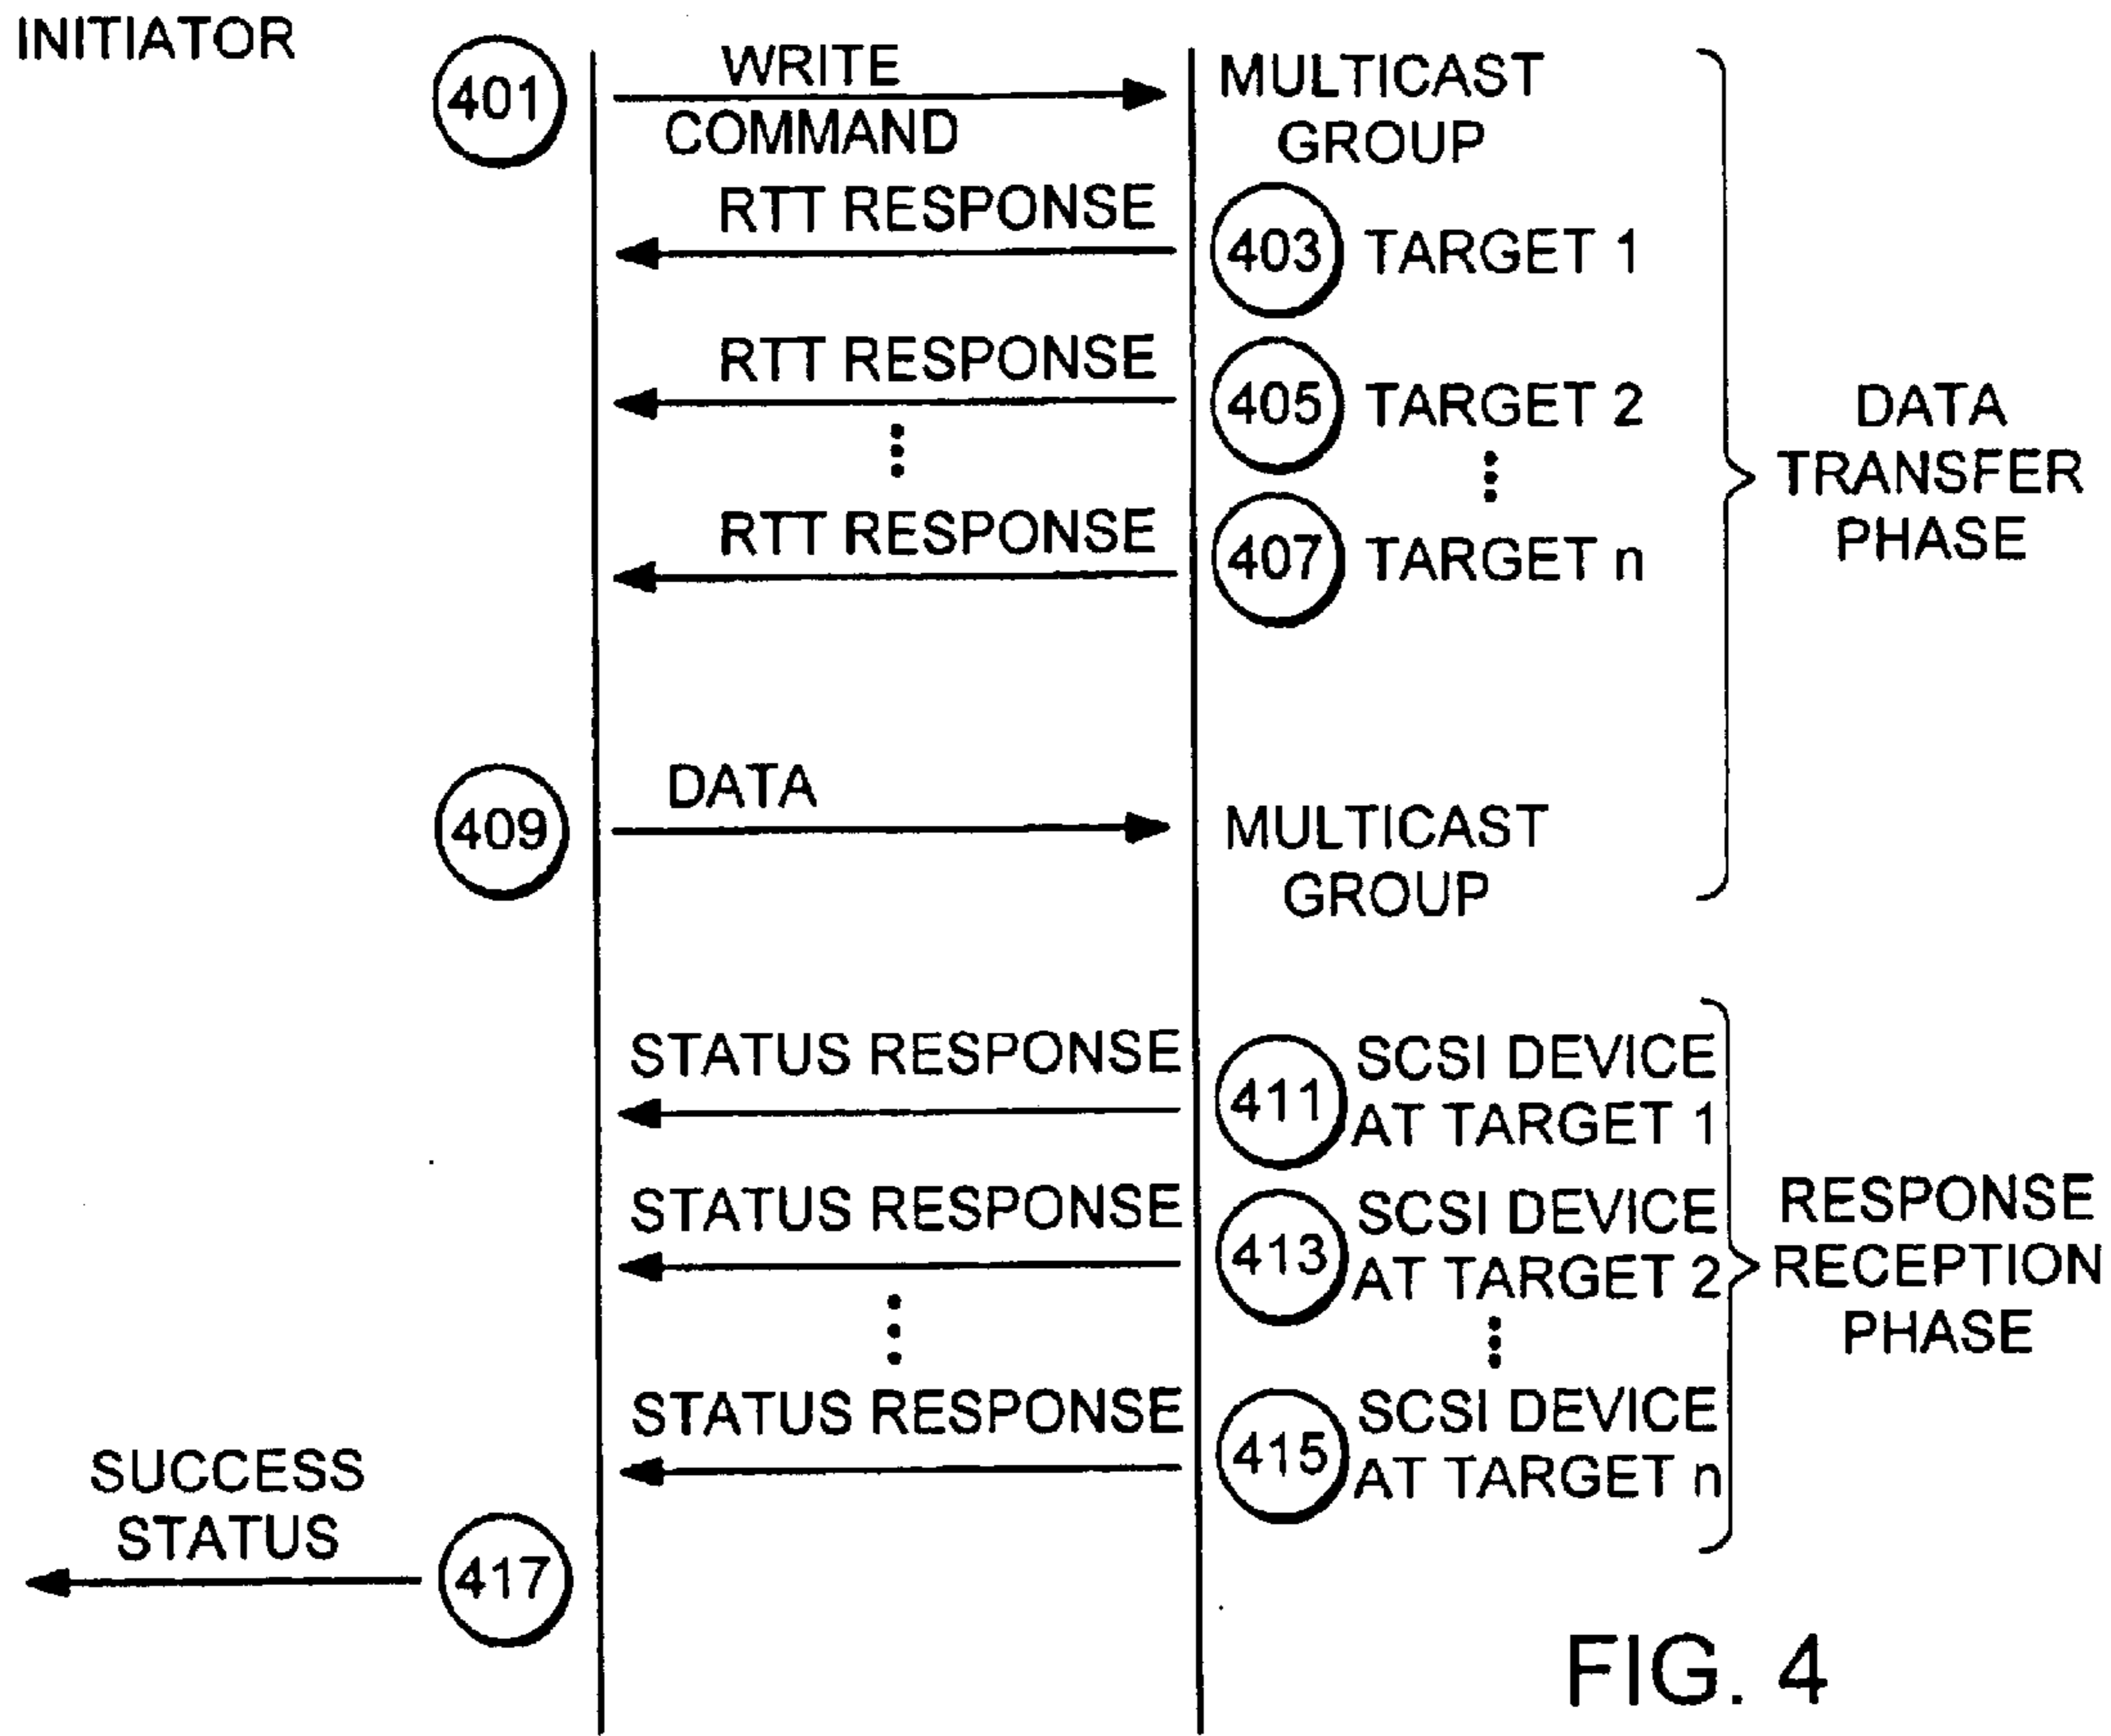 INITIATOR
401
WRITE
COMMAND
MULTICAST
GROUP
RTT RESPONSE
403
TARGET 1
RTT RESPONSE
405
TARGET 2
RTT RESPONSE
407
TARGET n
DATA
TRANSFER
PHASE
409
DATA
MULTICAST
GROUP
STATUS RESPONSE
411
SCSI DEVICE
AT TARGET 1
STATUS RESPONSE
413
SCSI DEVICE
AT TARGET 2
STATUS RESPONSE
415
SCSI DEVICE
AT TARGET n
RESPONSE
RECEPTION
PHASE
SUCCESS
STATUS
417
FIG. 4